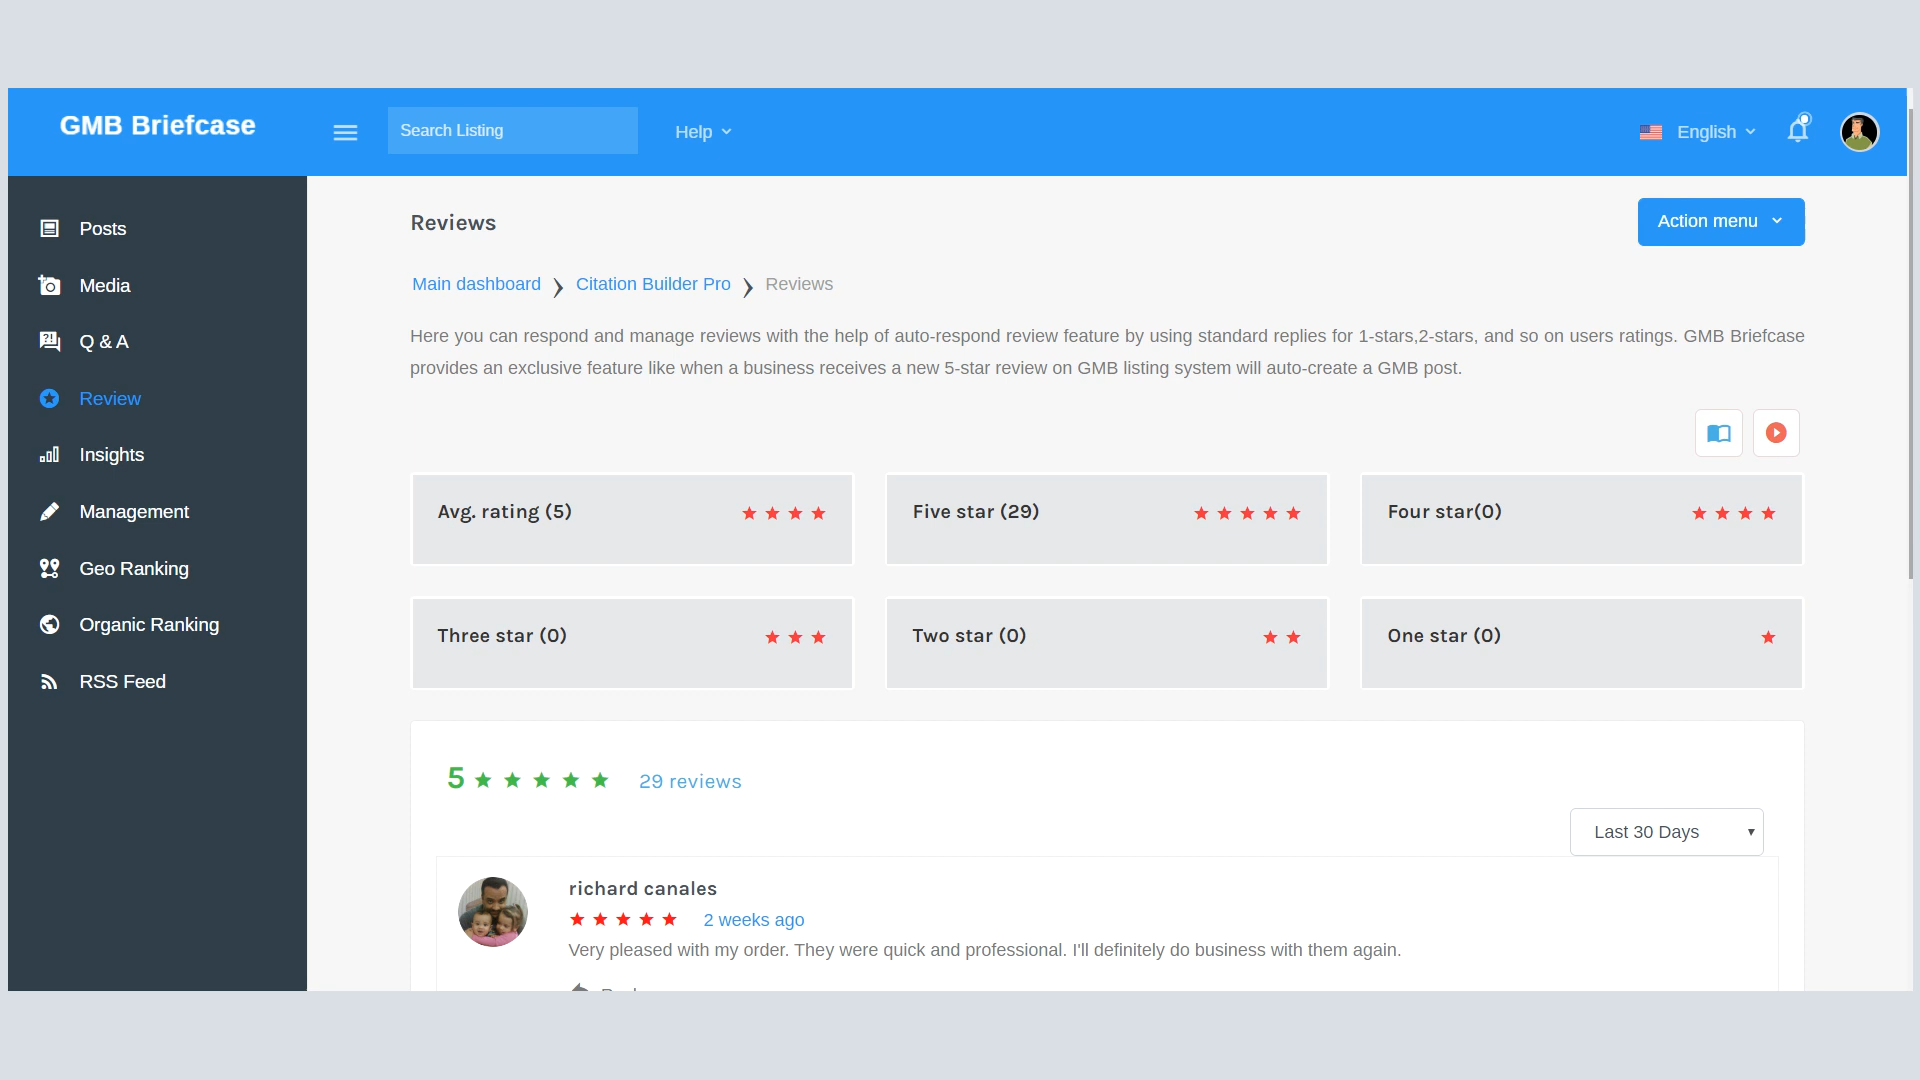 GMB Briefcase
Search Listing
Help
English
Posts
Media
Q & A
Review
Insights
Management
Geo Ranking
Organic Ranking
RSS Feed
Reviews
Action menu
Main dashboard
Citation Builder Pro
Reviews
Here you can respond and manage reviews with the help of auto-respond review feature by using standard replies for 1-stars,2-stars, and so on users ratings. GMB Briefcase
provides an exclusive feature like when a business receives a new 5-star review on GMB listing system will auto-create a GMB post.
Avg. rating (5)
Five star (29)
Four star(0)
Three star (0)
Two star (0)
One star (0)
5
29 reviews
Last 30 Days
richard canales
2 weeks ago
Very pleased with my order. They were quick and professional. I'll definitely do business with them again.